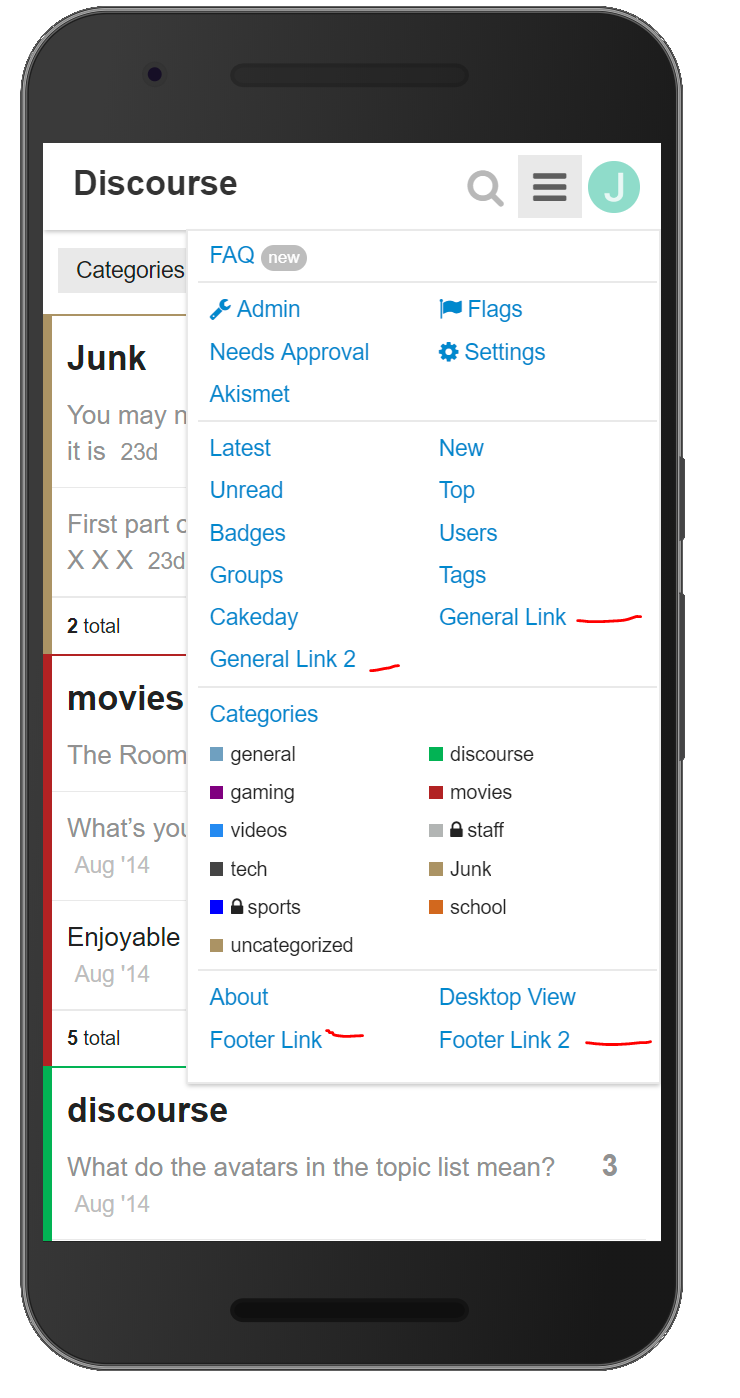 Discourse
J
FAQ new
Categories
Admin Flags
Needs Approval Settings
Akismet
Junk
You may
it is 23d
Latest New
Unread Top
First part
X X X 23d
Badges Users
Groups Tags
2 total
Cakeday General Link
General Link 2
movies
Categories
The Room
general discourse
gaming movies
What's
videos staff
Aug '14
tech Junk
sports school
Enjoyable
uncategorized
Aug '14
About Desktop View
5 total
Footer Link Footer Link 2
discourse
What do the avatars in the topic list mean? 3
Aug '14